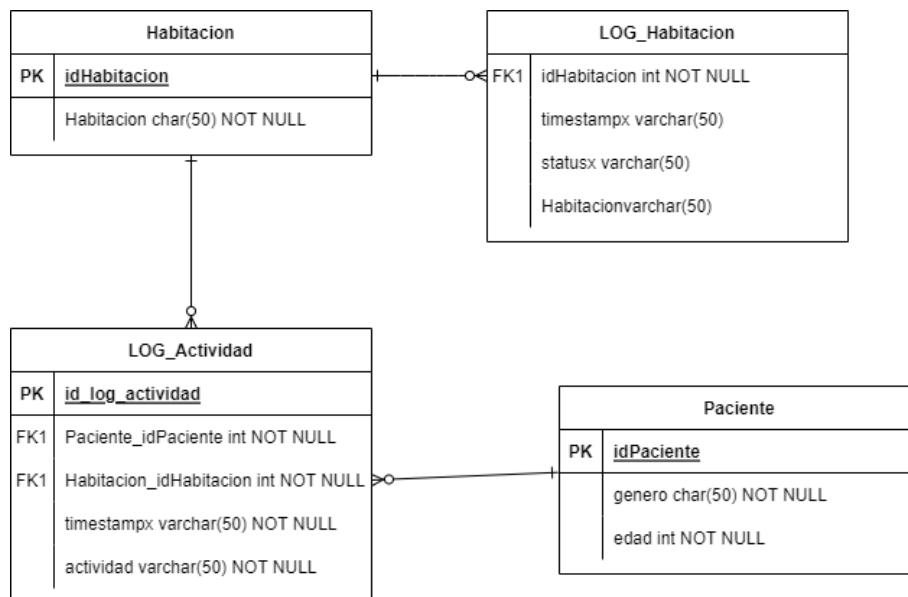 Habitacion
PK idHabitacion
Habitacion char(50) NOT NULL
LOG_Habitacion
FK1 idHabitacion int NOT NULL
timestampx varchar(50)
statusx varchar(50)
Habitacionvarchar(50)
LOG_Actividad
PK id_log_actividad
FK1 Paciente_idPaciente int NOT NULL
FK1 Habitacion_idHabitacion int NOT NULL
timestampx varchar(50) NOT NULL
actividad varchar(50) NOT NULL
Paciente
PK idPaciente
genero char(50) NOT NULL
edad int NOT NULL